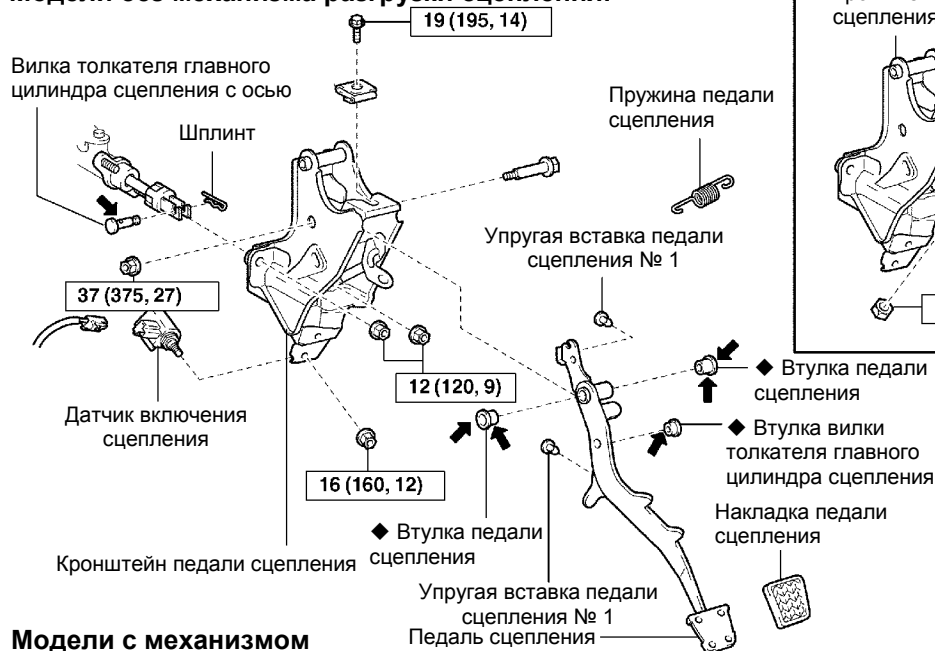 19 (195, 14)
сцепления
Вилка толкателя главного
цилиндра сцепления с осью
Шплинт
Пружина педали
сцепления
Упругая вставка педали
сцепления № 1
37 (375, 27)
12 (120, 9)
◆ Втулка педали
сцепления
Датчик включения
сцепления
◆ Втулка вилки
толкателя главного
цилиндра сцепления
16 (160, 12)
Накладка педали
сцепления
◆ Втулка педали
сцепления
Кронштейн педали сцепления
Упругая вставка педали
сцепления № 1
Педаль сцепления
Модели с механизмом